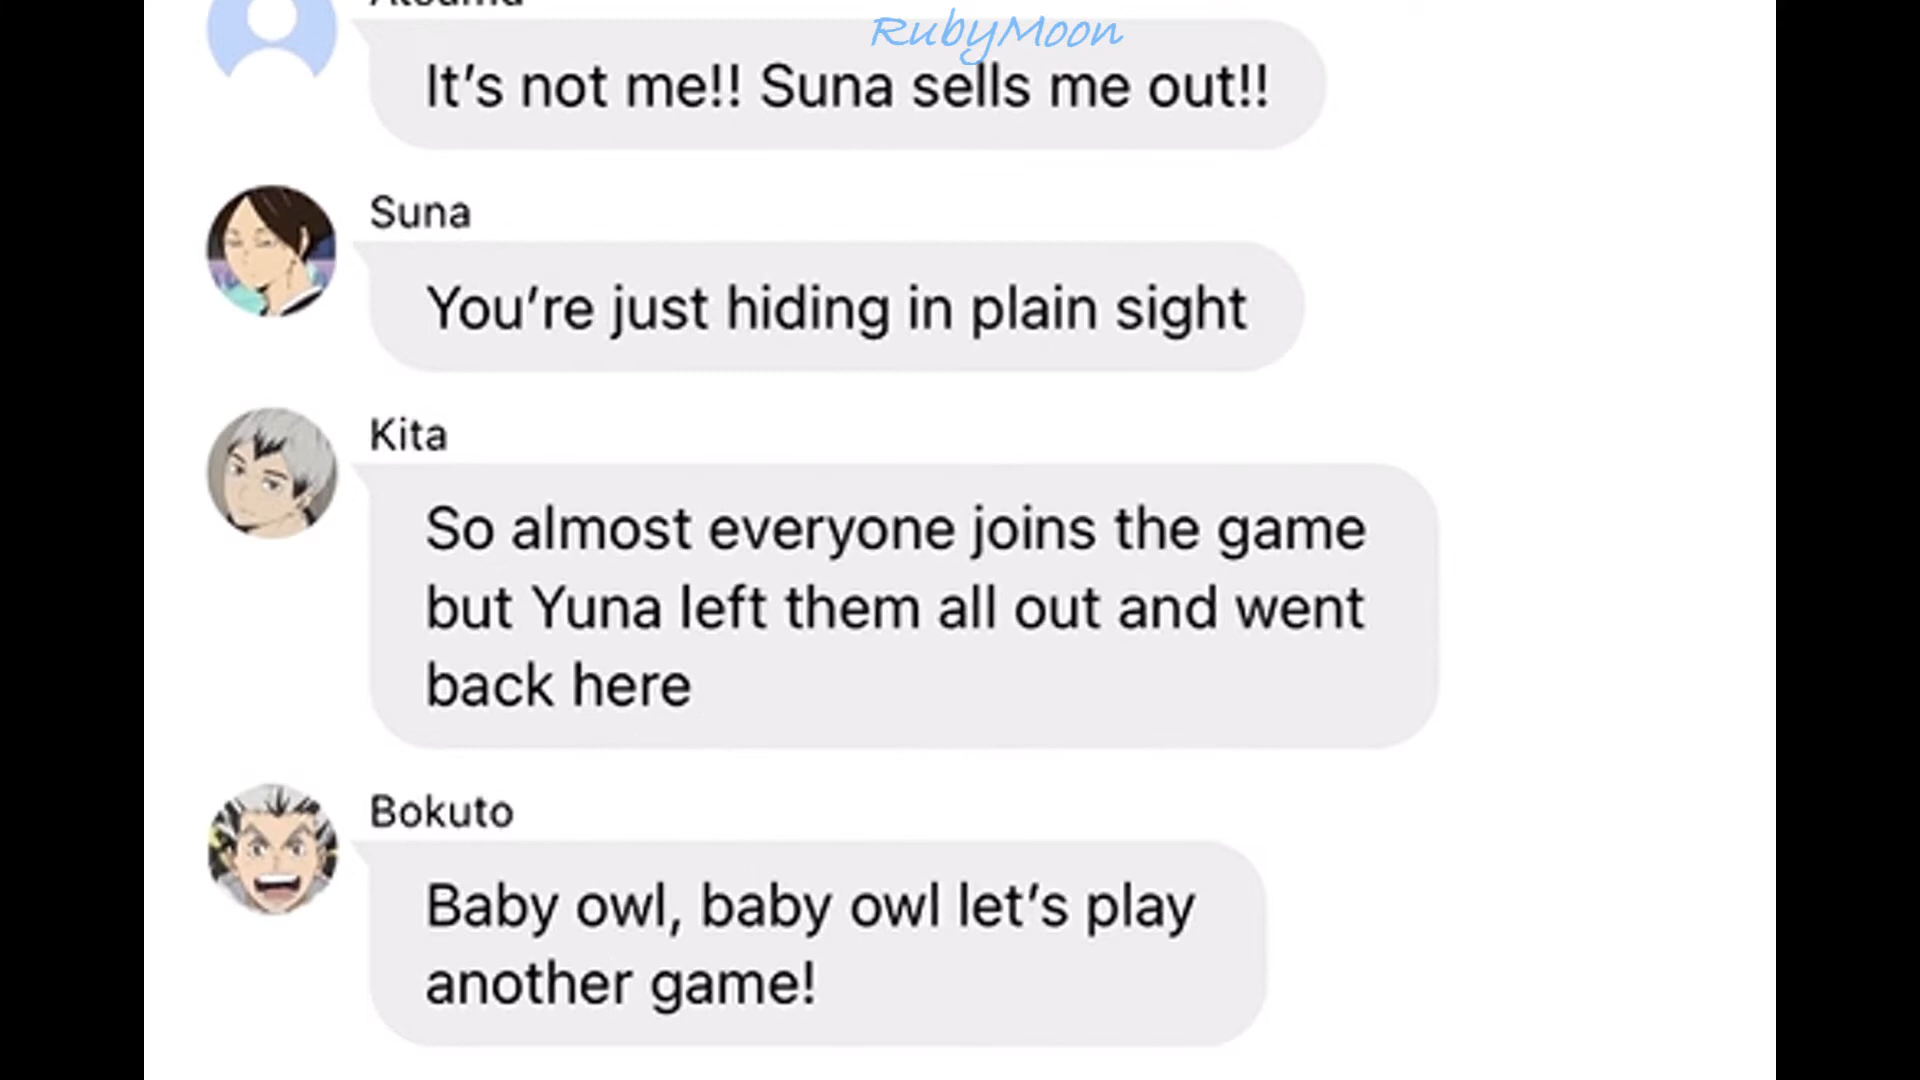 RubyMoon
It's not me!! Suna sells me out!!
Suna
You're just hiding in plain sight
Kita
So almost everyone joins the game
but Yuna left them all out and went
back here
Bokuto
Baby owl, baby owl let's play
another game!